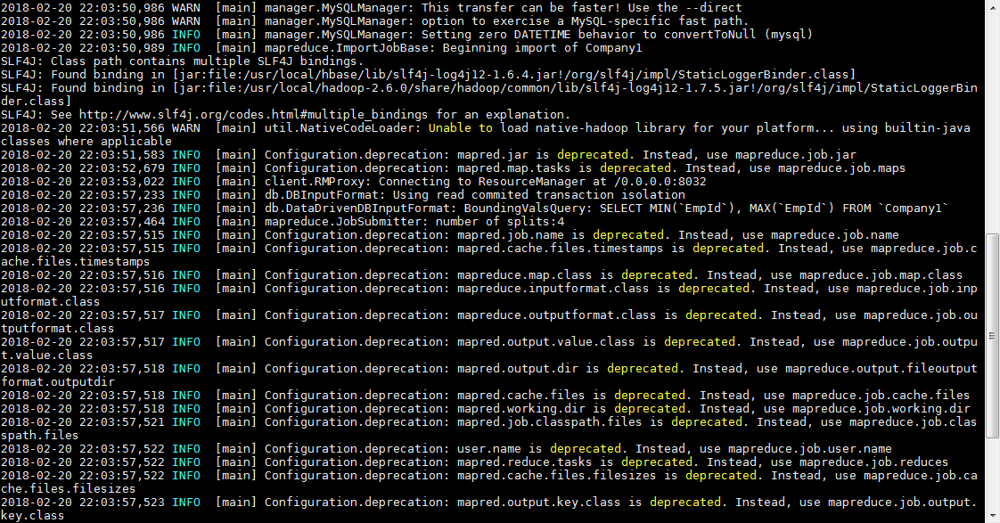 2018-02-20 22:03:50,986 WARN  [main] manager.MySQLManager: This transfer can be faster! Use the --direct
2018-02-20 22:03:50,986 WARN  [main] manager.MySQLManager: option to exercise a MySQL-specific fast path.
2018-02-20 22:03:50,986 INFO  [main] manager.MySQLManager: Setting zero DATETIME behavior to convertToNull (mysql)
2018-02-20 22:03:50,989 INFO  [main] mapreduce.ImportJobBase: Beginning import of Company1
SLF4J: Class path contains multiple SLF4J bindings.
SLF4J: Found binding in [jar:file:/usr/local/hbase/lib/slf4j-log4j12-1.6.4.jar!/org/slf4j/impl/StaticLoggerBinder.class]
SLF4J: Found binding in [jar:file:/usr/local/hadoop-2.6.0/share/hadoop/common/lib/slf4j-log4j12-1.7.5.jar!/org/slf4j/impl/StaticLoggerBin
der.class]
SLF4J: See http://www.slf4j.org/codes.html#multiple_bindings for an explanation.
2018-02-20 22:03:51,566 WARN  [main] util.NativeCodeLoader: Unable to load native-hadoop library for your platform... using builtin-java
classes where applicable
2018-02-20 22:03:51,583 INFO  [main] Configuration.deprecation: mapred.jar is deprecated. Instead, use mapreduce.job.jar
2018-02-20 22:03:52,679 INFO  [main] Configuration.deprecation: mapred.map.tasks is deprecated. Instead, use mapreduce.job.maps
2018-02-20 22:03:53,022 INFO  [main] client.RMProxy: Connecting to ResourceManager at /0.0.0.0:8032
2018-02-20 22:03:57,233 INFO  [main] db.DBInputFormat: Using read commited transaction isolation
2018-02-20 22:03:57,236 INFO  [main] db.DataDrivenDBInputFormat: BoundingValsQuery: SELECT MIN(`EmpId`), MAX(`EmpId`) FROM `Company1`
2018-02-20 22:03:57,464 INFO  [main] mapreduce.JobSubmitter: number of splits:4
2018-02-20 22:03:57,515 INFO  [main] Configuration.deprecation: mapred.job.name is deprecated. Instead, use mapreduce.job.name
2018-02-20 22:03:57,515 INFO  [main] Configuration.deprecation: mapred.cache.files.timestamps is deprecated. Instead, use mapreduce.job.c
ache.files.timestamps
2018-02-20 22:03:57,516 INFO  [main] Configuration.deprecation: mapreduce.map.class is deprecated. Instead, use mapreduce.job.map.class
2018-02-20 22:03:57,516 INFO  [main] Configuration.deprecation: mapreduce.inputformat.class is deprecated. Instead, use mapreduce.job.inp
utformat.class
2018-02-20 22:03:57,517 INFO  [main] Configuration.deprecation: mapreduce.outputformat.class is deprecated. Instead, use mapreduce.job.ou
tputformat.class
2018-02-20 22:03:57,517 INFO  [main] Configuration.deprecation: mapred.output.value.class is deprecated. Instead, use mapreduce.job.outpu
t.value.class
2018-02-20 22:03:57,518 INFO  [main] Configuration.deprecation: mapred.output.dir is deprecated. Instead, use mapreduce.output.fileoutput
format.outputdir
2018-02-20 22:03:57,518 INFO  [main] Configuration.deprecation: mapred.cache.files is deprecated. Instead, use mapreduce.job.cache.files
2018-02-20 22:03:57,518 INFO  [main] Configuration.deprecation: mapred.working.dir is deprecated. Instead, use mapreduce.job.working.dir
2018-02-20 22:03:57,521 INFO  [main] Configuration.deprecation: mapred.job.classpath.files is deprecated. Instead, use mapreduce.job.clas
spath.files
2018-02-20 22:03:57,522 INFO  [main] Configuration.deprecation: user.name is deprecated. Instead, use mapreduce.job.user.name
2018-02-20 22:03:57,522 INFO  [main] Configuration.deprecation: mapred.reduce.tasks is deprecated. Instead, use mapreduce.job.reduces
2018-02-20 22:03:57,522 INFO  [main] Configuration.deprecation: mapred.cache.files.filesizes is deprecated. Instead, use mapreduce.job.ca
che.files.filesizes
2018-02-20 22:03:57,523 INFO  [main] Configuration.deprecation: mapred.output.key.class is deprecated. Instead, use mapreduce.job.output.
key.class